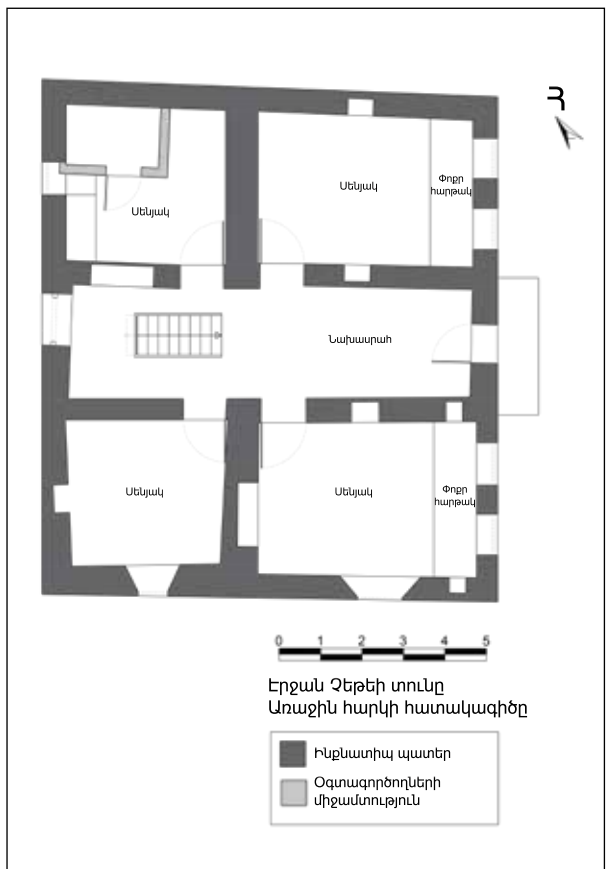 Ռ
Սենյակ
Փոքր
հարթակ
Սենյակ
Նախասրահ
Սենյակ
Սենյակ
Փոքր
հարթակ
0 1 2 3 4 5
Էրջան Չեթեի տունը
Առաջին հարկի հատակագիծը
Ինքնատիպ պատեր
Օգտագործողների
միջամտություն